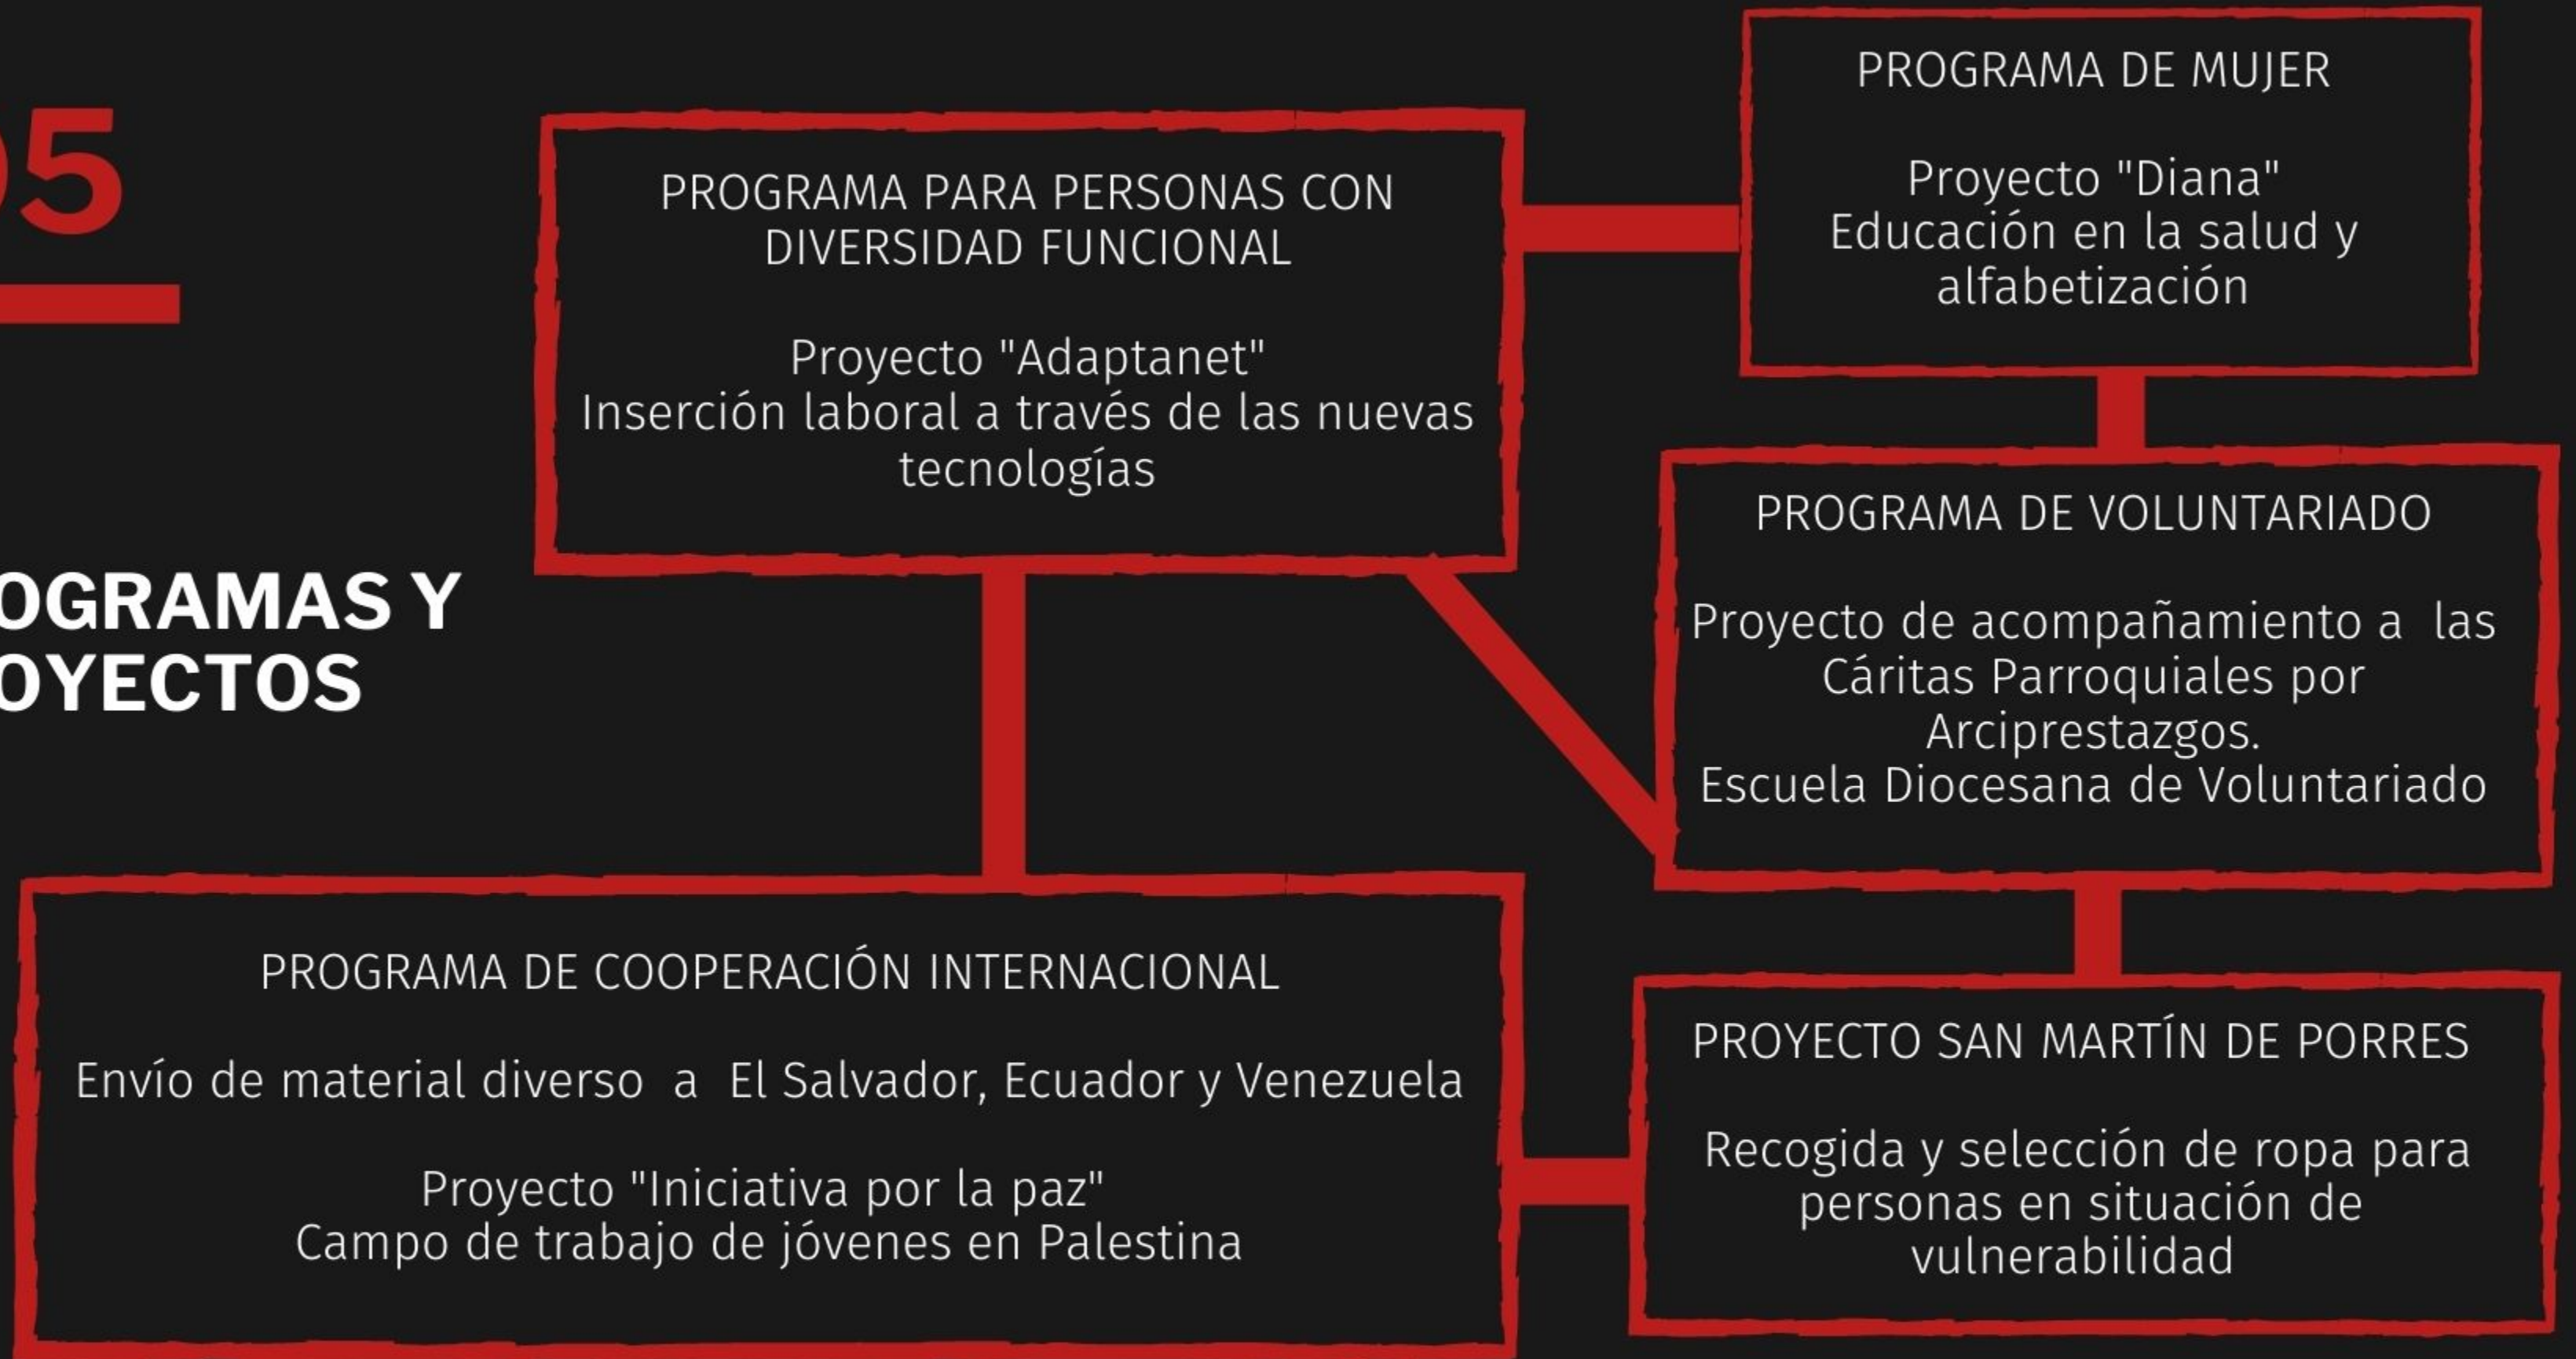 05
OGRAMAS Y
OYECTOS
PROGRAMA PARA PERSONAS CON
DIVERSIDAD FUNCIONAL
Proyecto "Adaptanet"
Inserción laboral a través de las nuevas
tecnologías
PROGRAMA DE MUJER
Proyecto "Diana"
Educación en la salud y
alfabetización
PROGRAMA DE VOLUNTARIADO
Proyecto de acompañamiento a  las
Cáritas Parroquiales por
Arciprestazgos.
Escuela Diocesana de Voluntariado
PROGRAMA DE COOPERACIÓN INTERNACIONAL
Envío de material diverso  a  El Salvador, Ecuador y Venezuela
Proyecto "Iniciativa por la paz"
Campo de trabajo de jóvenes en Palestina
PROYECTO SAN MARTÍN DE PORRES
Recogida y selección de ropa para
personas en situación de
vulnerabilidad